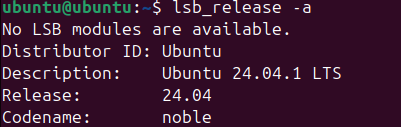 ubuntu@ubuntu:~$ lsb_release -a
No LSB modules are available.
Distributor ID: Ubuntu
Description:    Ubuntu 24.04.1 LTS
Release:        24.04
Codename:       noble